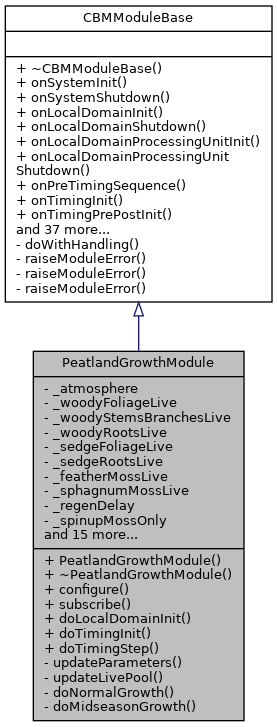 CBMModuleBase
+ ~CBMModuleBase()
+ onSystemInit()
+ onSystemShutdown()
+ onLocalDomainInit()
+ onLocalDomainShutdown()
+ onLocalDomainProcessingUnitInit()
+ onLocalDomainProcessingUnit
Shutdown()
+ onPreTimingSequence()
+ onTimingInit()
+ onTimingPrePostInit()
and 37 more...
- doWithHandling()
- raiseModuleError()
- raiseModuleError()
- raiseModuleError()
PeatlandGrowthModule
- _atmosphere
- _woodyFoliageLive
- _woodyStemsBranchesLive
- _woodyRootsLive
- _sedgeFoliageLive
- _sedgeRootsLive
- _featherMossLive
- _sphagnumMossLive
- _regenDelay
- _spinupMossOnly
and 15 more...
+ PeatlandGrowthModule()
+ ~PeatlandGrowthModule()
+ configure()
+ subscribe()
+ doLocalDomainInit()
+ doTimingInit()
+ doTimingStep()
- updateParameters()
- updateLivePool()
- doNormalGrowth()
- doMidseasonGrowth()